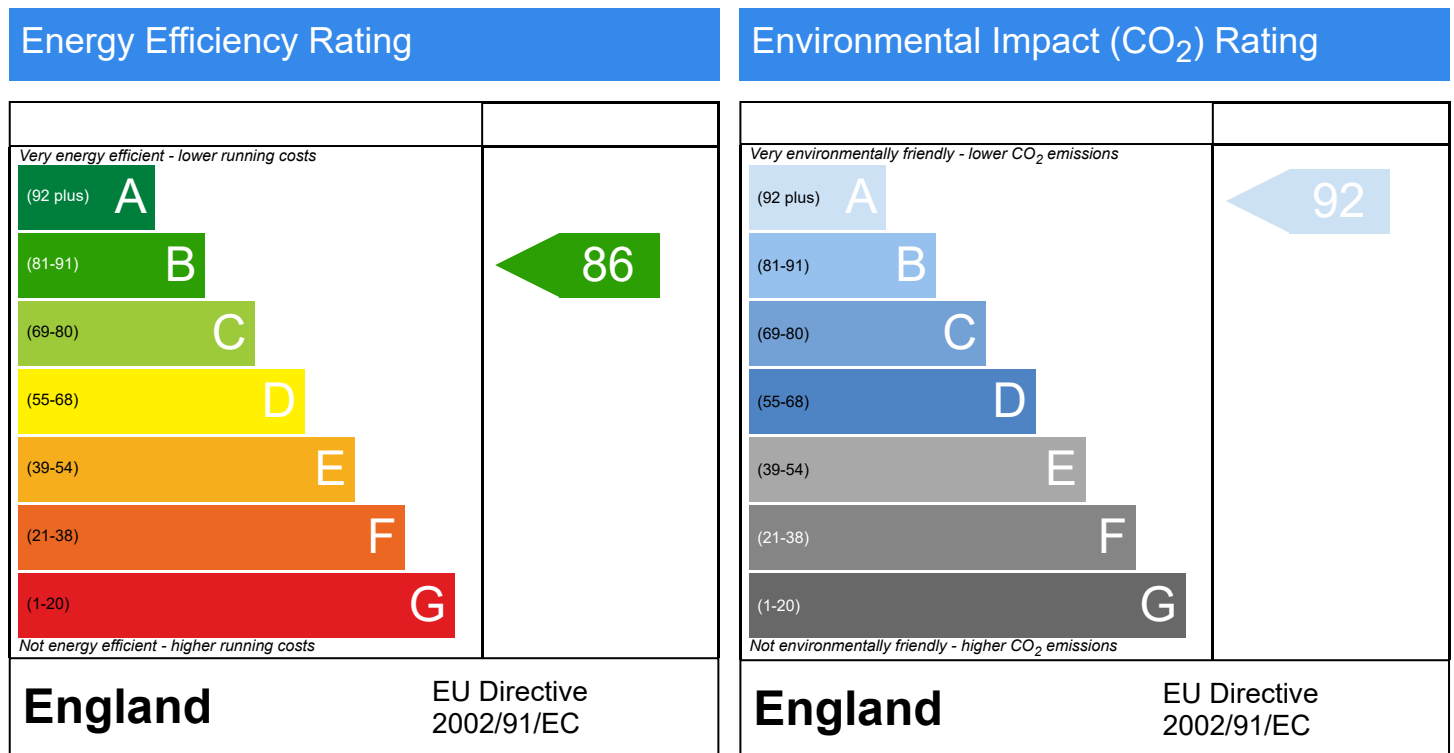 Energy Efficiency Rating
Very energy efficient - lower running costs
(92 plus) A
(81-91) B
(69-80) C
(55-68) D
(39-54) E
(21-38) F
(1-20) G
Not energy efficient - higher running costs
86
England
EU Directive
2002/91/EC
Environmental Impact (CO₂) Rating
Very environmentally friendly - lower CO₂ emissions
(92 plus) A
(81-91) B
(69-80) C
(55-68) D
(39-54) E
(21-38) F
(1-20) G
Not environmentally friendly - higher CO₂ emissions
92
England
EU Directive
2002/91/EC